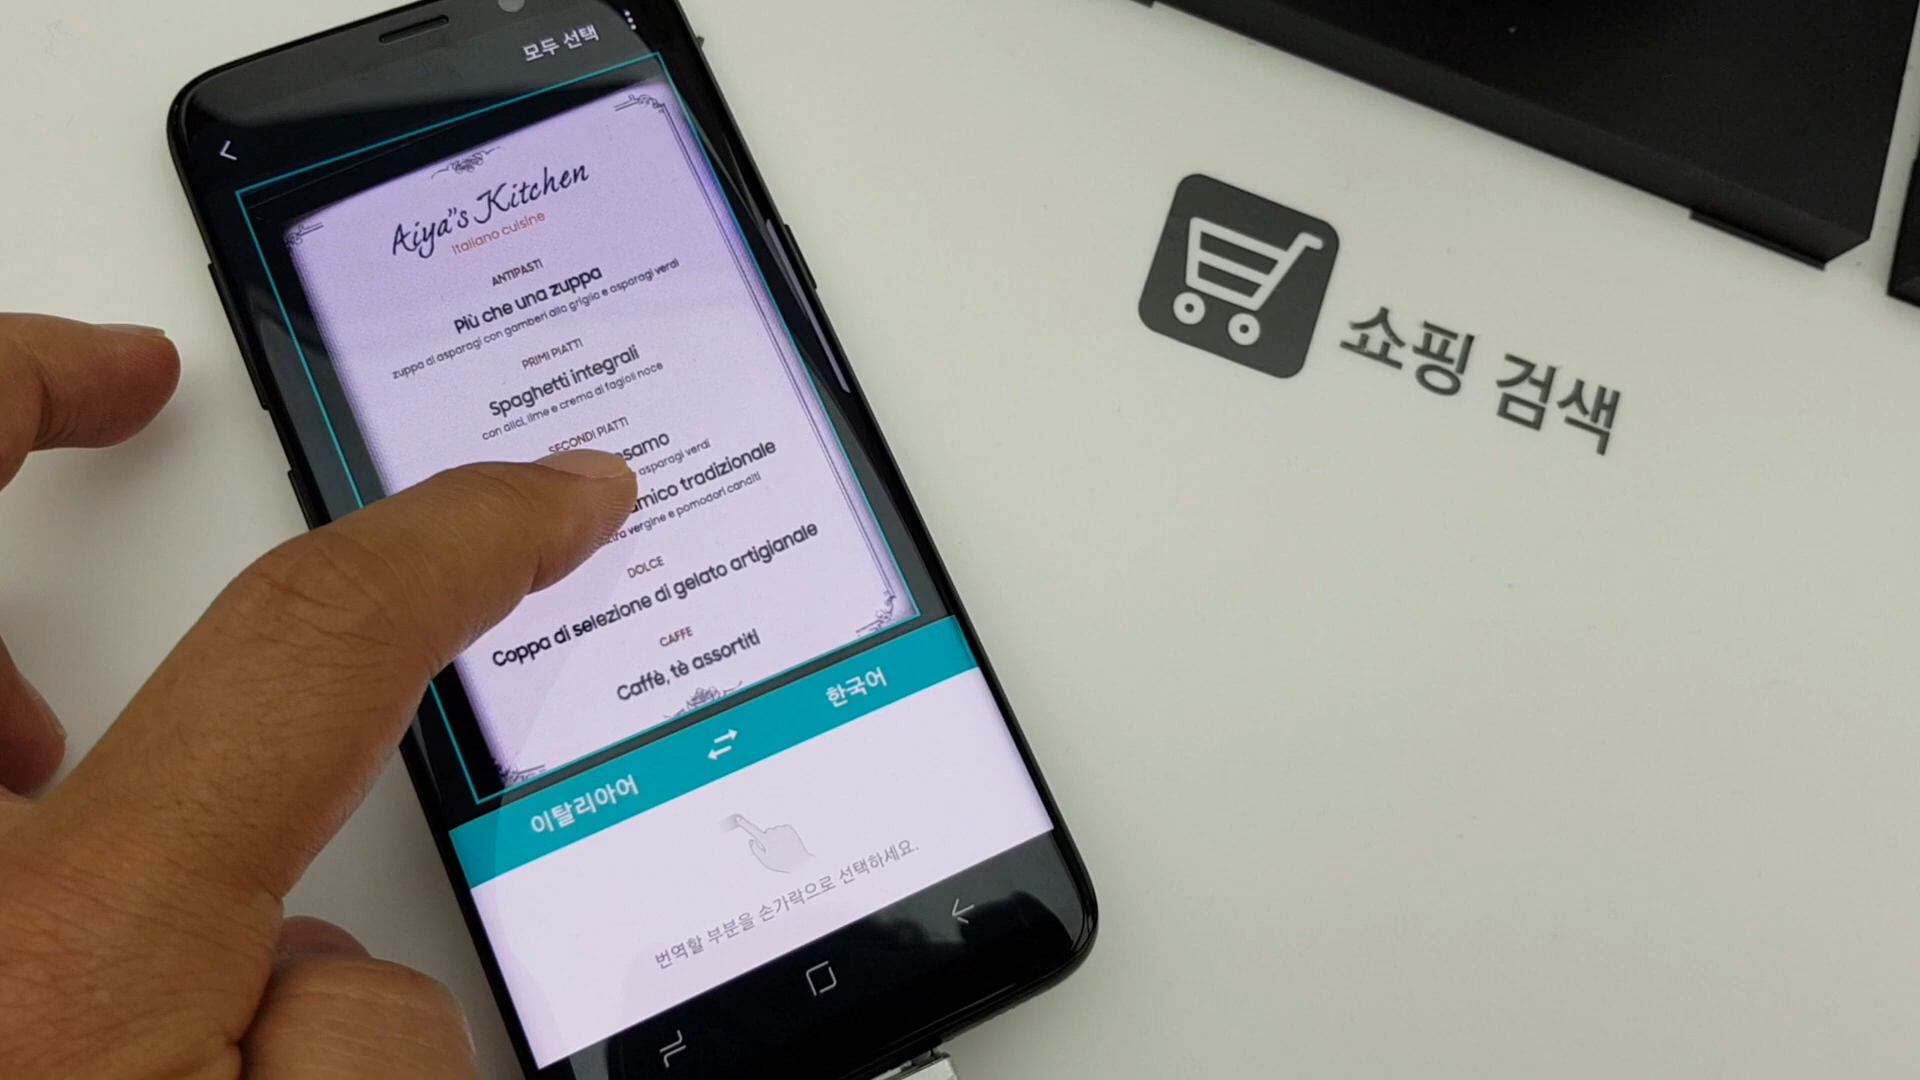 모두 선택
Aiya"s Kitchen
Italiano cuisine
ANTIPASTI
Più che una zuppa
zuppa di asparagi con gamberi alla griglia e asparagi verdi
PRIMI PIATTI
Spaghetti integrali
con alici, lime e crema di fagioli noce
SECONDI PIATTI
asparagi verdi
tradizionale
vergine e pomodori canditi
DOLCE
Coppa di selezione di gelato artigianale
CAFFE
Caffè, tè assortiti
이탈리아어
한국어
번역할 부분을 손가락으로 선택하세요.
쇼핑 검색